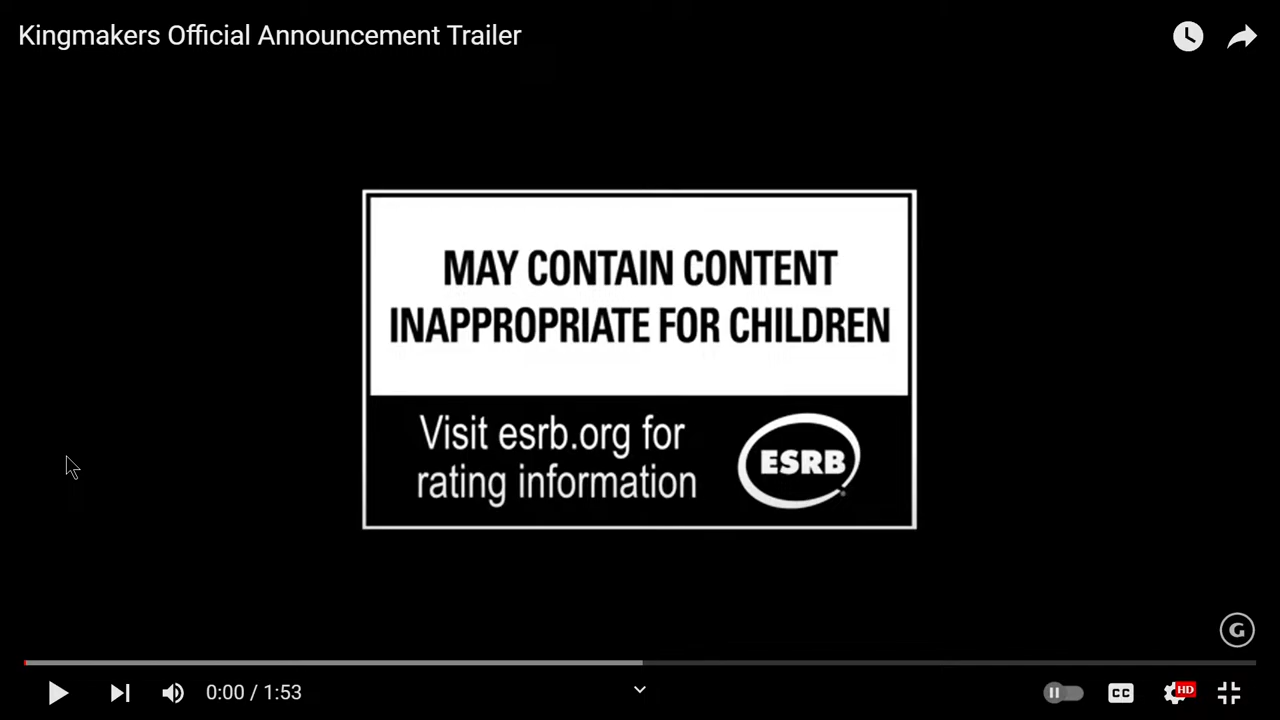 Kingmakers Official Announcement Trailer
MAY CONTAIN CONTENT
INAPPROPRIATE FOR CHILDREN
Visit esrb.org for
rating information
ESRB
G
0:00 / 1:53
CC
HD